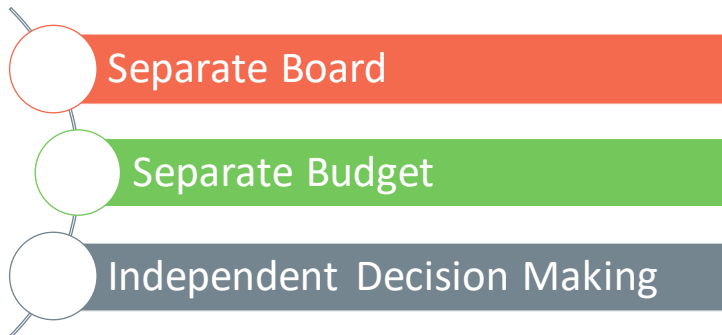 Separate Board
Separate Budget
Independent Decision Making